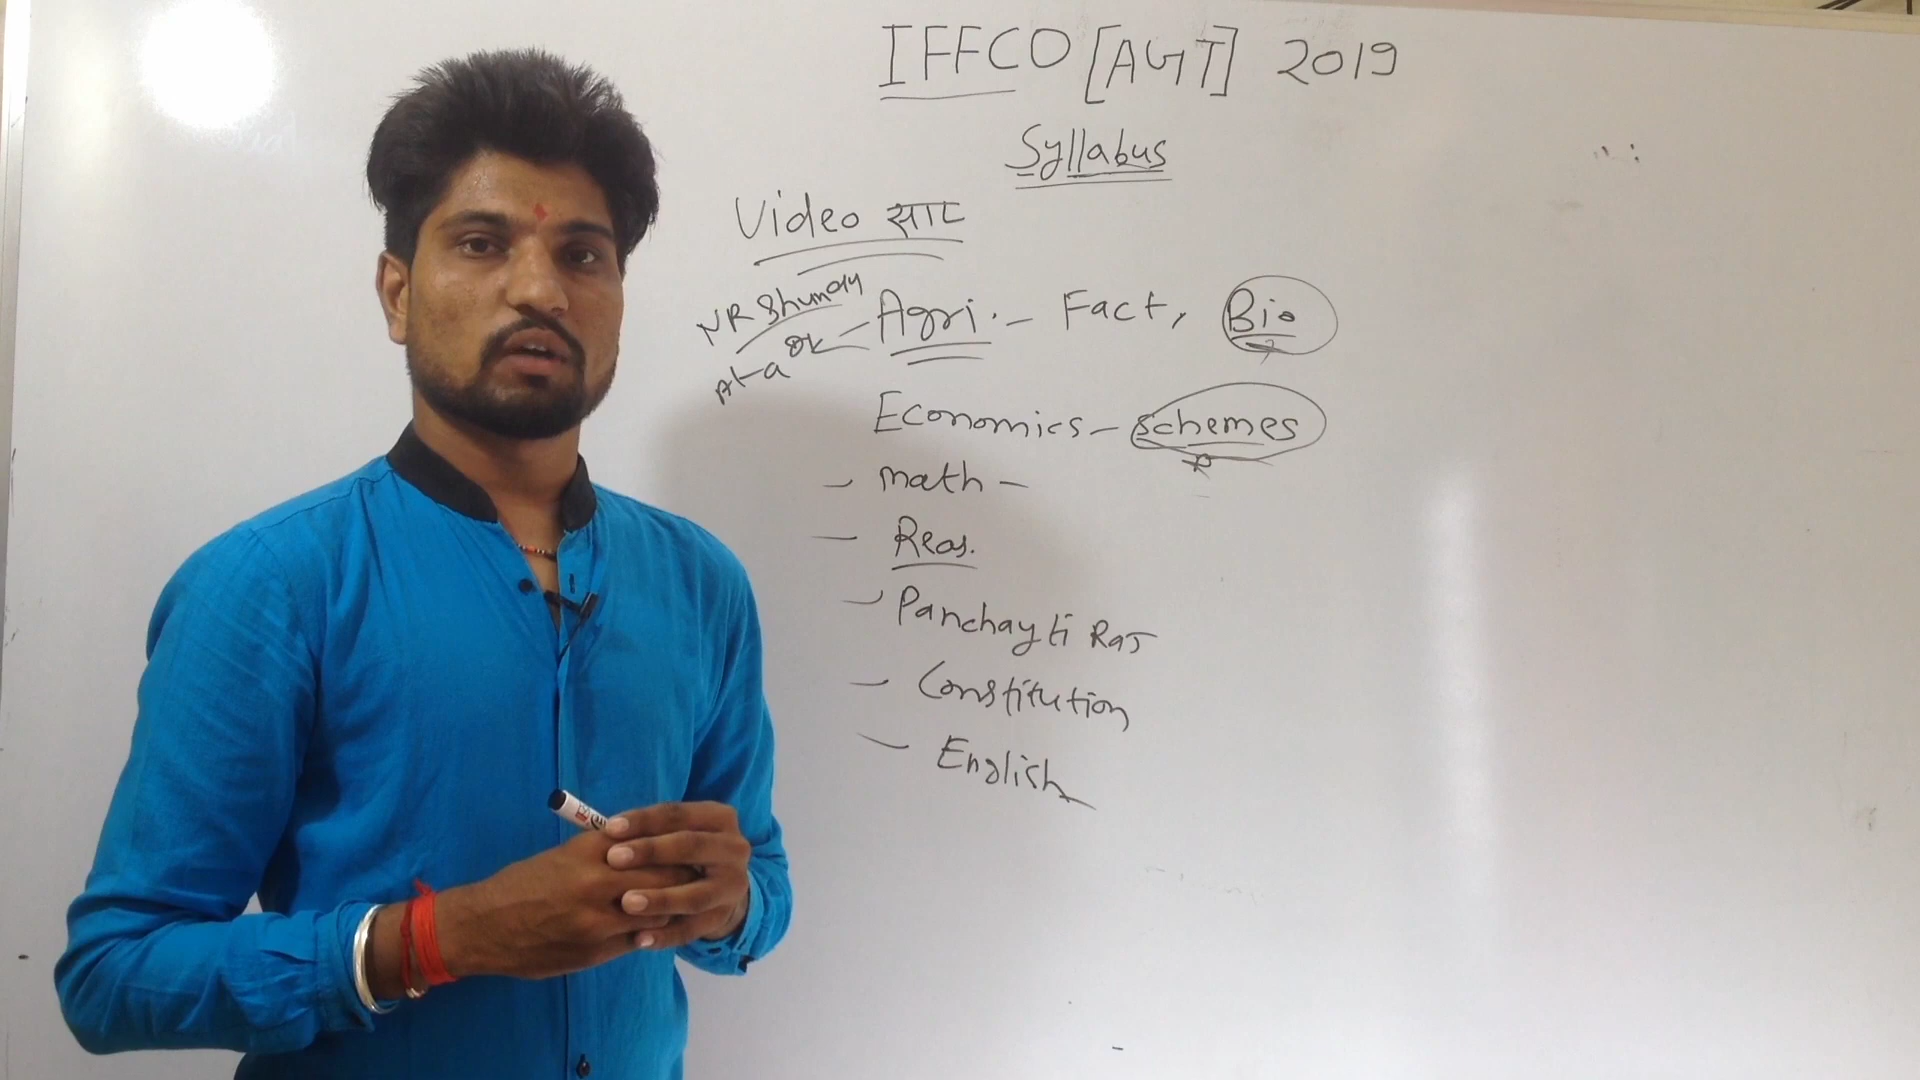 IFFCO [AGT] 2019
Syllabus
Video सार
Agri. - Fact, Bio
Economics - schemes
- math -
- Reas.
- Panchayti Raj
- Constitution
- English